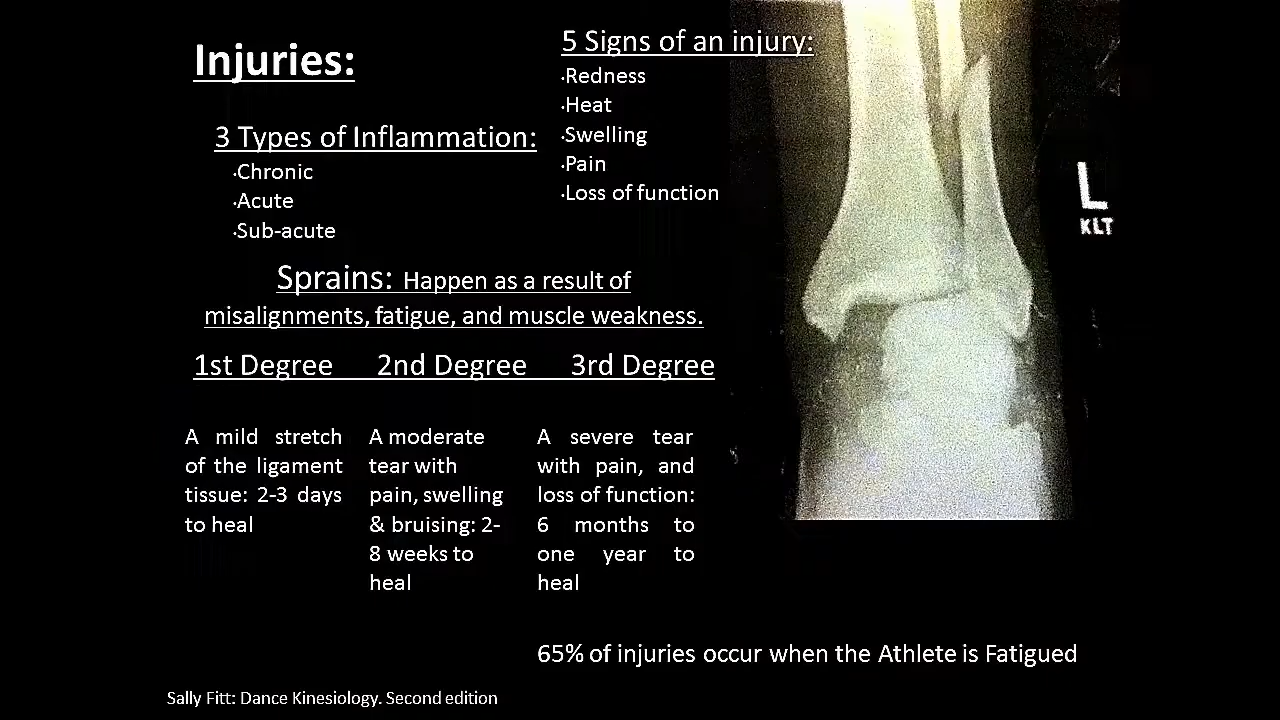 Injuries:
5 Signs of an injury:
·Redness
·Heat
·Swelling
·Pain
·Loss of function
3 Types of Inflammation:
·Chronic
·Acute
·Sub-acute
Sprains: Happen as a result of
misalignments, fatigue, and muscle weakness.
1st Degree 2nd Degree 3rd Degree
A mild stretch
of the ligament
tissue: 2-3 days
to heal
A moderate
tear with
pain, swelling
& bruising: 2-
8 weeks to
heal
A severe tear
with pain, and
loss of function:
6 months to
one year to
heal
L
KLT
65% of injuries occur when the Athlete is Fatigued
Sally Fitt: Dance Kinesiology. Second edition